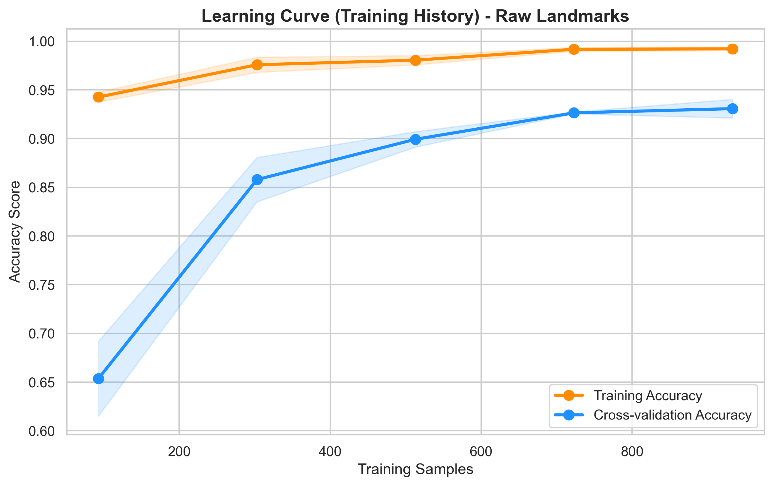 Learning Curve (Training History) - Raw Landmarks
1.00
0.95
0.90
0.85
0.80
0.75
0.70
0.65
0.60
Accuracy Score
Training Accuracy
Cross-validation Accuracy
200
400
600
800
Training Samples